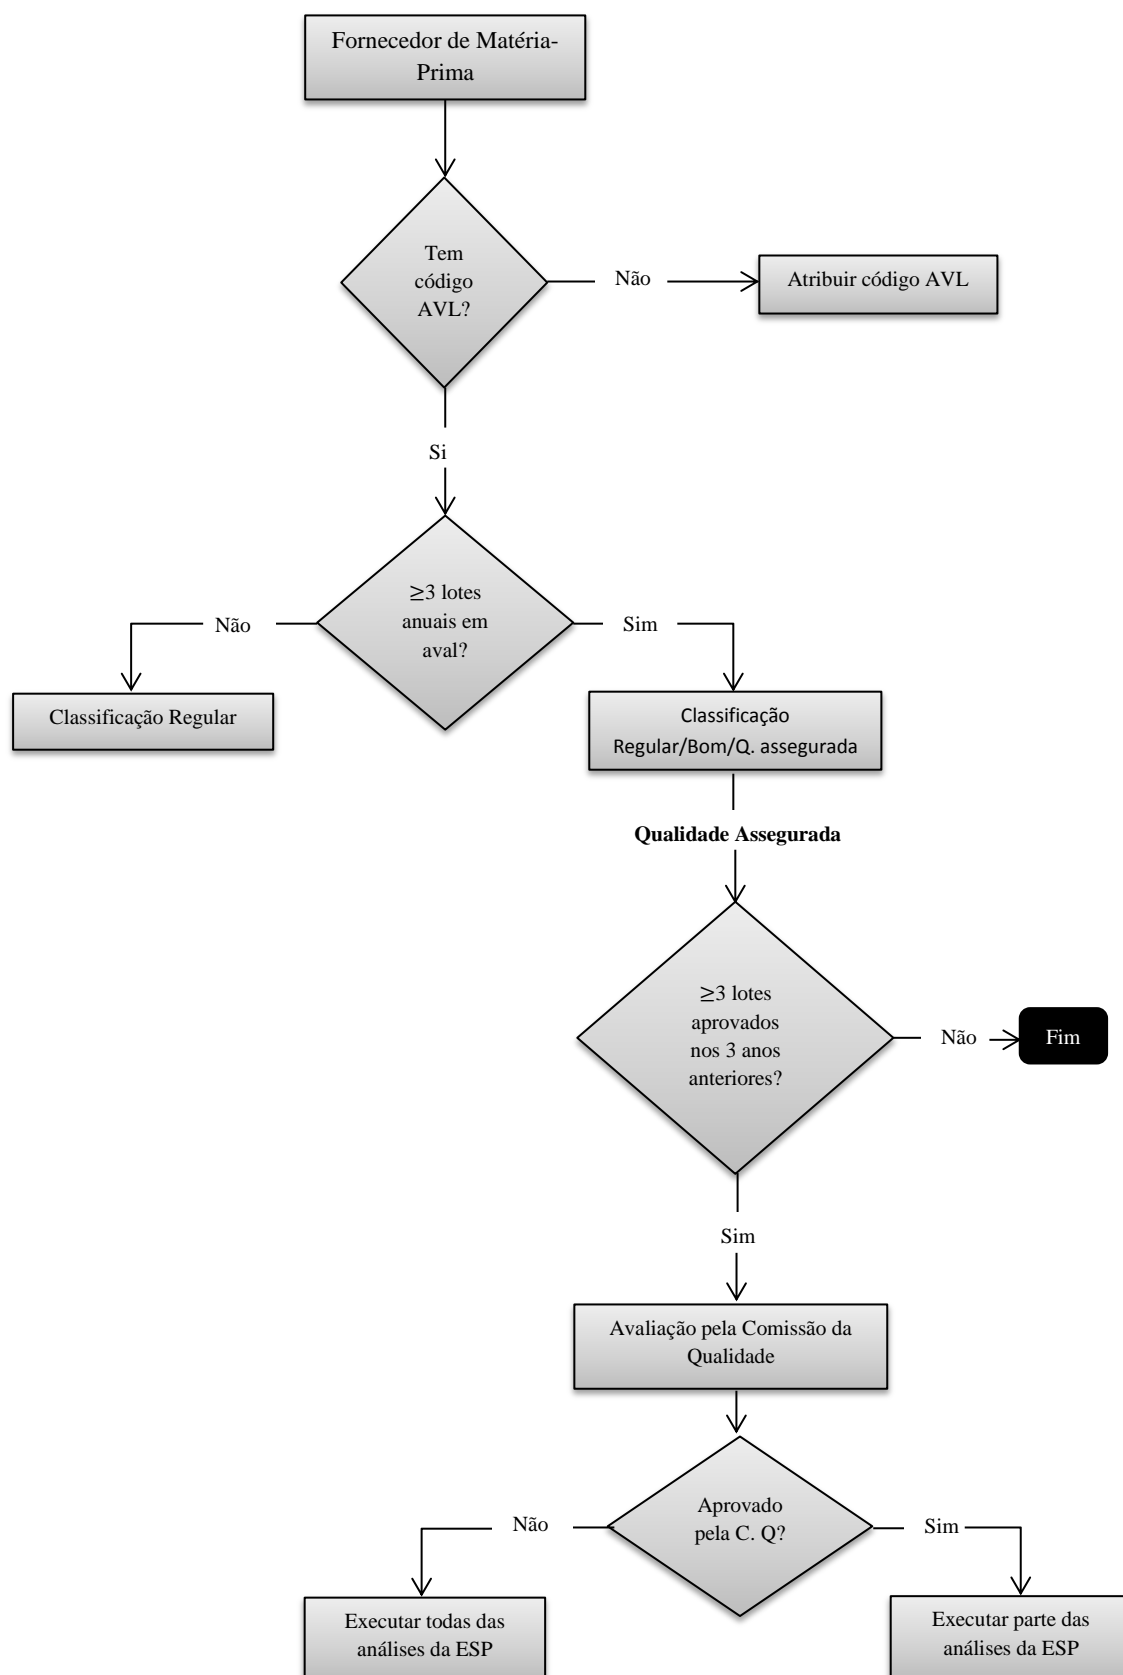 Fornecedor de Matéria-
Prima
Tem
código
AVL?
Não
Atribuir código AVL
Si
≥3 lotes
anuais em
aval?
Não
Sim
Classificação Regular
Classificação
Regular/Bom/Q. assegurada
Qualidade Assegurada
≥3 lotes
aprovados
nos 3 anos
anteriores?
Não
Fim
Sim
Avaliação pela Comissão da
Qualidade
Aprovado
pela C. Q?
Não
Sim
Executar todas das
análises da ESP
Executar parte das
análises da ESP